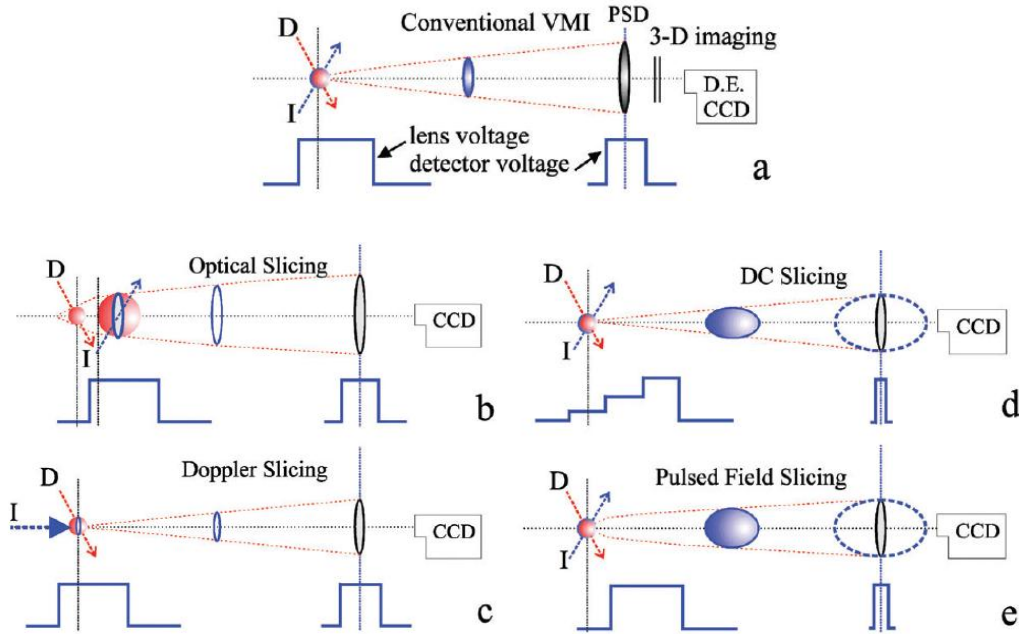 Conventional VMI
PSD
3-D imaging
D
I
D.E.
CCD
lens voltage
detector voltage
a
Optical Slicing
D
I
CCD
b
DC Slicing
D
I
CCD
d
Doppler Slicing
D
I
CCD
c
Pulsed Field Slicing
D
I
CCD
e